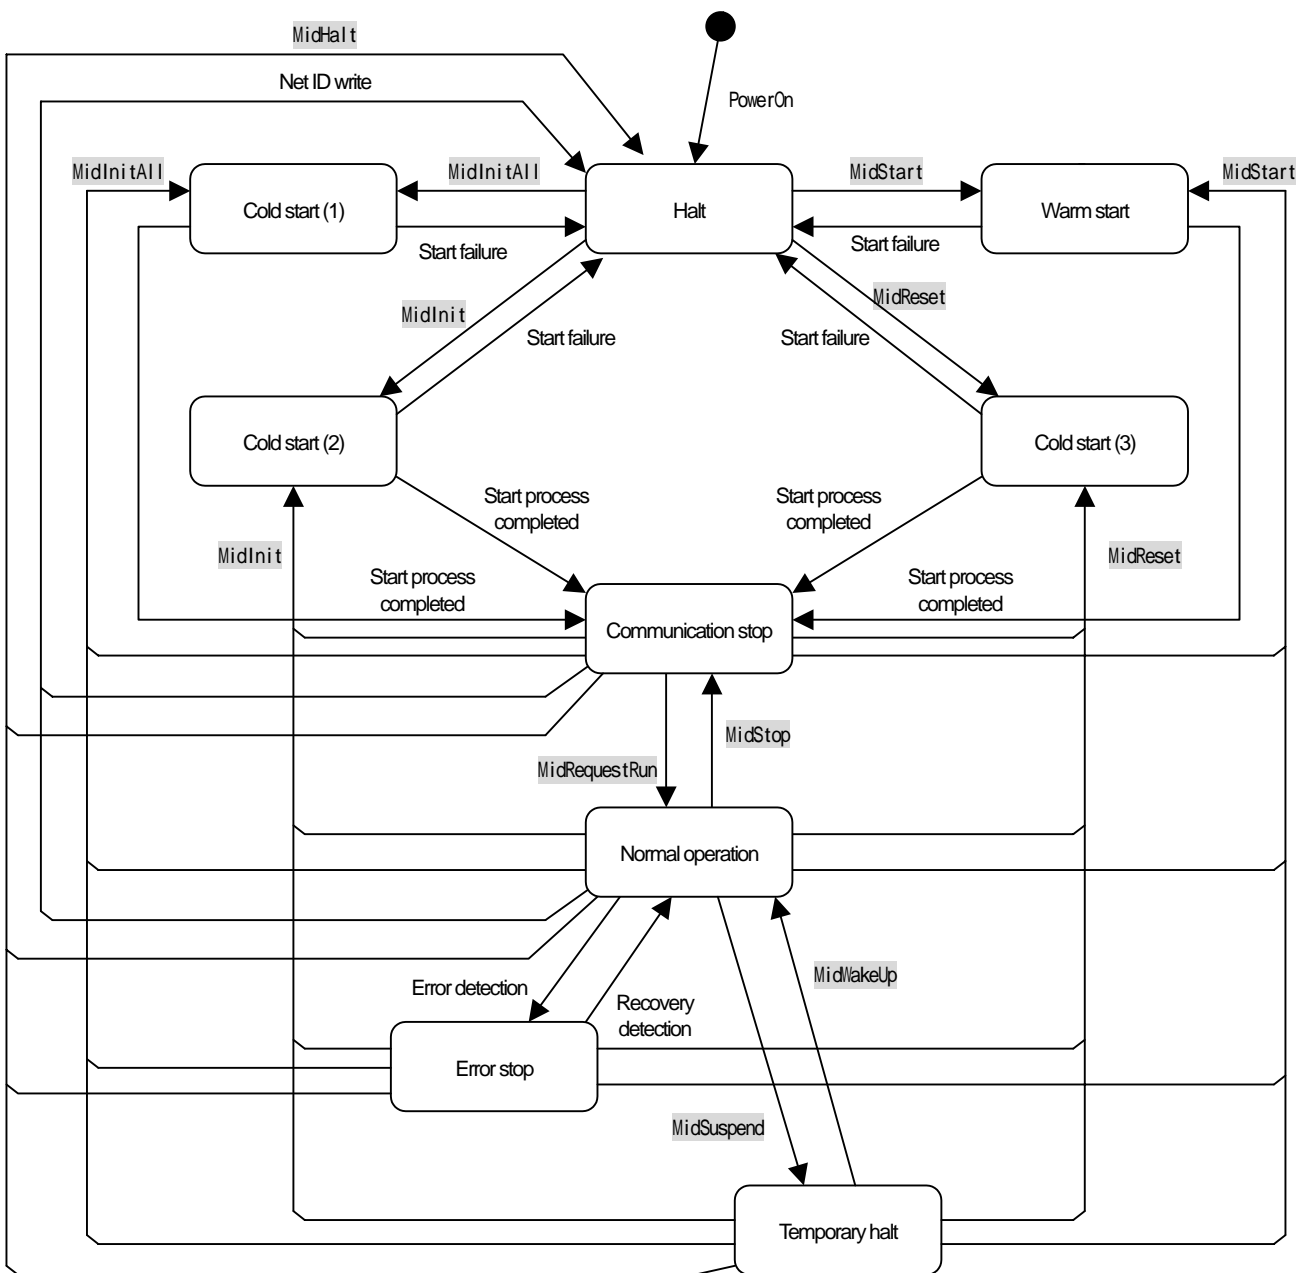 MidHalt
Net ID write
PowerOn
MidInitAll
MidInitAll
MidStart
MidStart
Cold start (1)
Halt
Warm start
Start failure
Start failure
MidInit
MidReset
Start failure
Start failure
Cold start (2)
Cold start (3)
Start process
completed
Start process
completed
MidInit
MidReset
Start process
completed
Start process
completed
Communication stop
MidStop
MidRequestRun
Normal operation
MidWakeUp
Error detection
Recovery
detection
Error stop
MidSuspend
Temporary halt